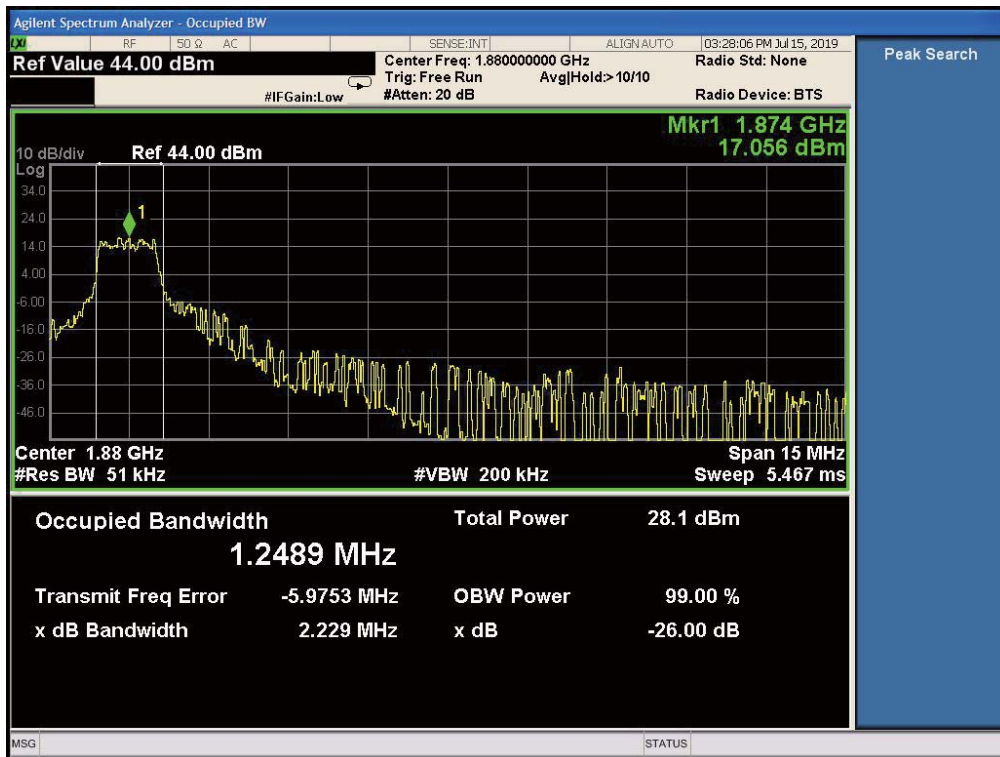 Agilent Spectrum Analyzer - Occupied BW
LXI RF 50 Ω AC SENSE:INT ALIGN AUTO 03:28:06 PM Jul 15, 2019
Ref Value 44.00 dBm
Center Freq: 1.880000000 GHz
Radio Std: None
Trig: Free Run Avg|Hold:> 10/10
#IFGain:Low
#Atten: 20 dB
Radio Device: BTS
Peak Search
Mkr1 1.874 GHz
17.056 dBm
10 dB/div Ref 44.00 dBm
Log
34.0
24.0
1
14.0
4.00
-6.00
-16.0
-26.0
-36.0
-46.0
Center 1.88 GHz Span 15 MHz
#Res BW 51 kHz #VBW 200 kHz Sweep 5.467 ms
Occupied Bandwidth Total Power 28.1 dBm
1.2489 MHz
Transmit Freq Error -5.9753 MHz OBW Power 99.00 %
x dB Bandwidth 2.229 MHz x dB -26.00 dB
MSG STATUS